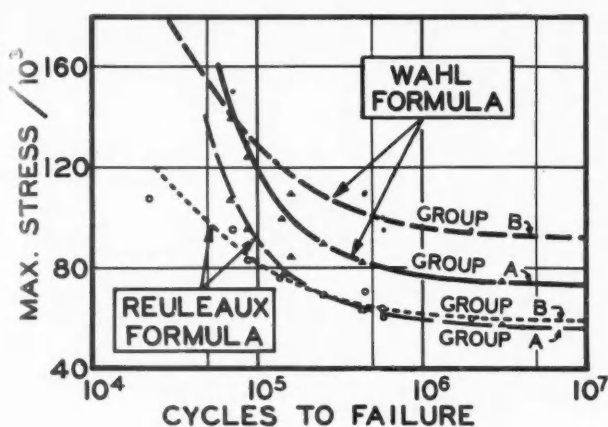 MAX. STRESS /10³
160
120
80
40
WAHL
FORMULA
GROUP B
GROUP A
GROUP B
GROUP A
REULEAUX
FORMULA
10⁴
10⁵
10⁶
10⁷
CYCLES TO FAILURE